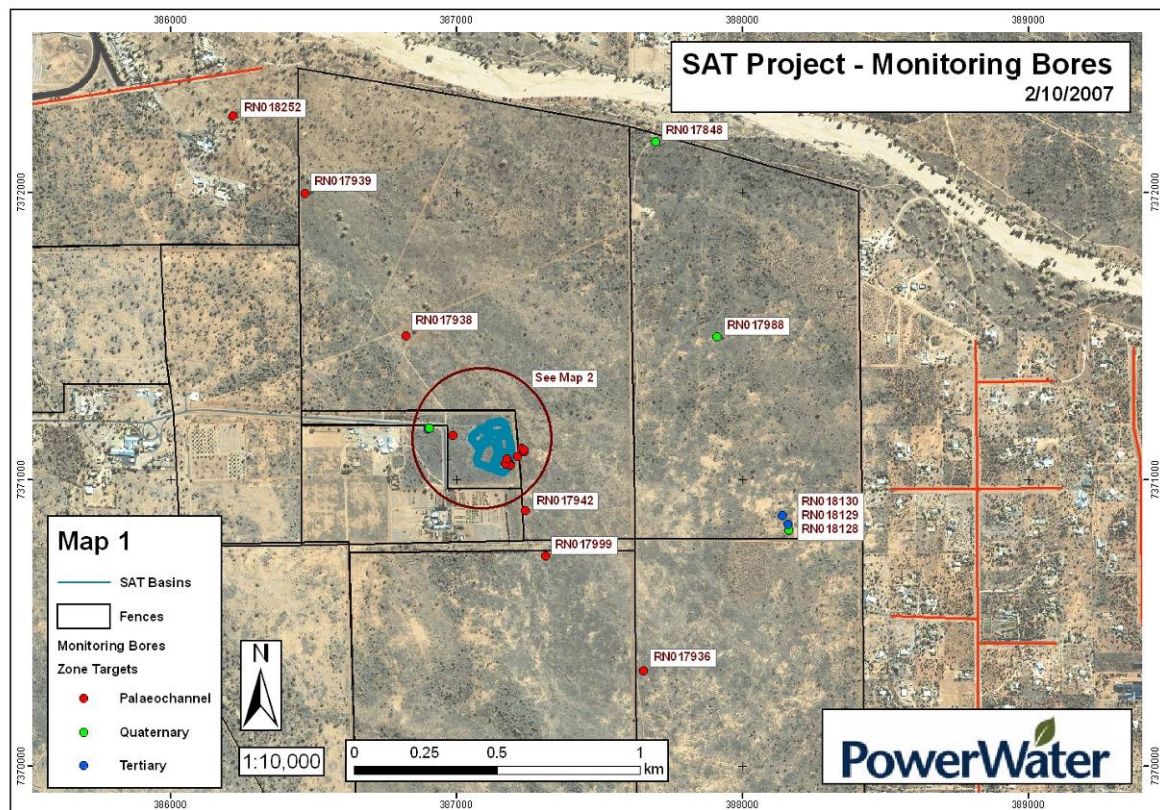 386000
387000
388000
389000
SAT Project - Monitoring Bores
2/10/2007
RN018252
RN017848
7372000
RN017939
7372000
RN017938
RN017988
See Map 2
7371000
7371000
RN017942
RN018130
RN018129
RN018128
RN017999
RN017936
Map 1
SAT Basins
Fences
Monitoring Bores
Zone Targets
Palaeochannel
Quaternary
Tertiary
N
1:10,000
0 0.25 0.5 1
km
PowerWater
7370000
7370000
386000
387000
388000
389000